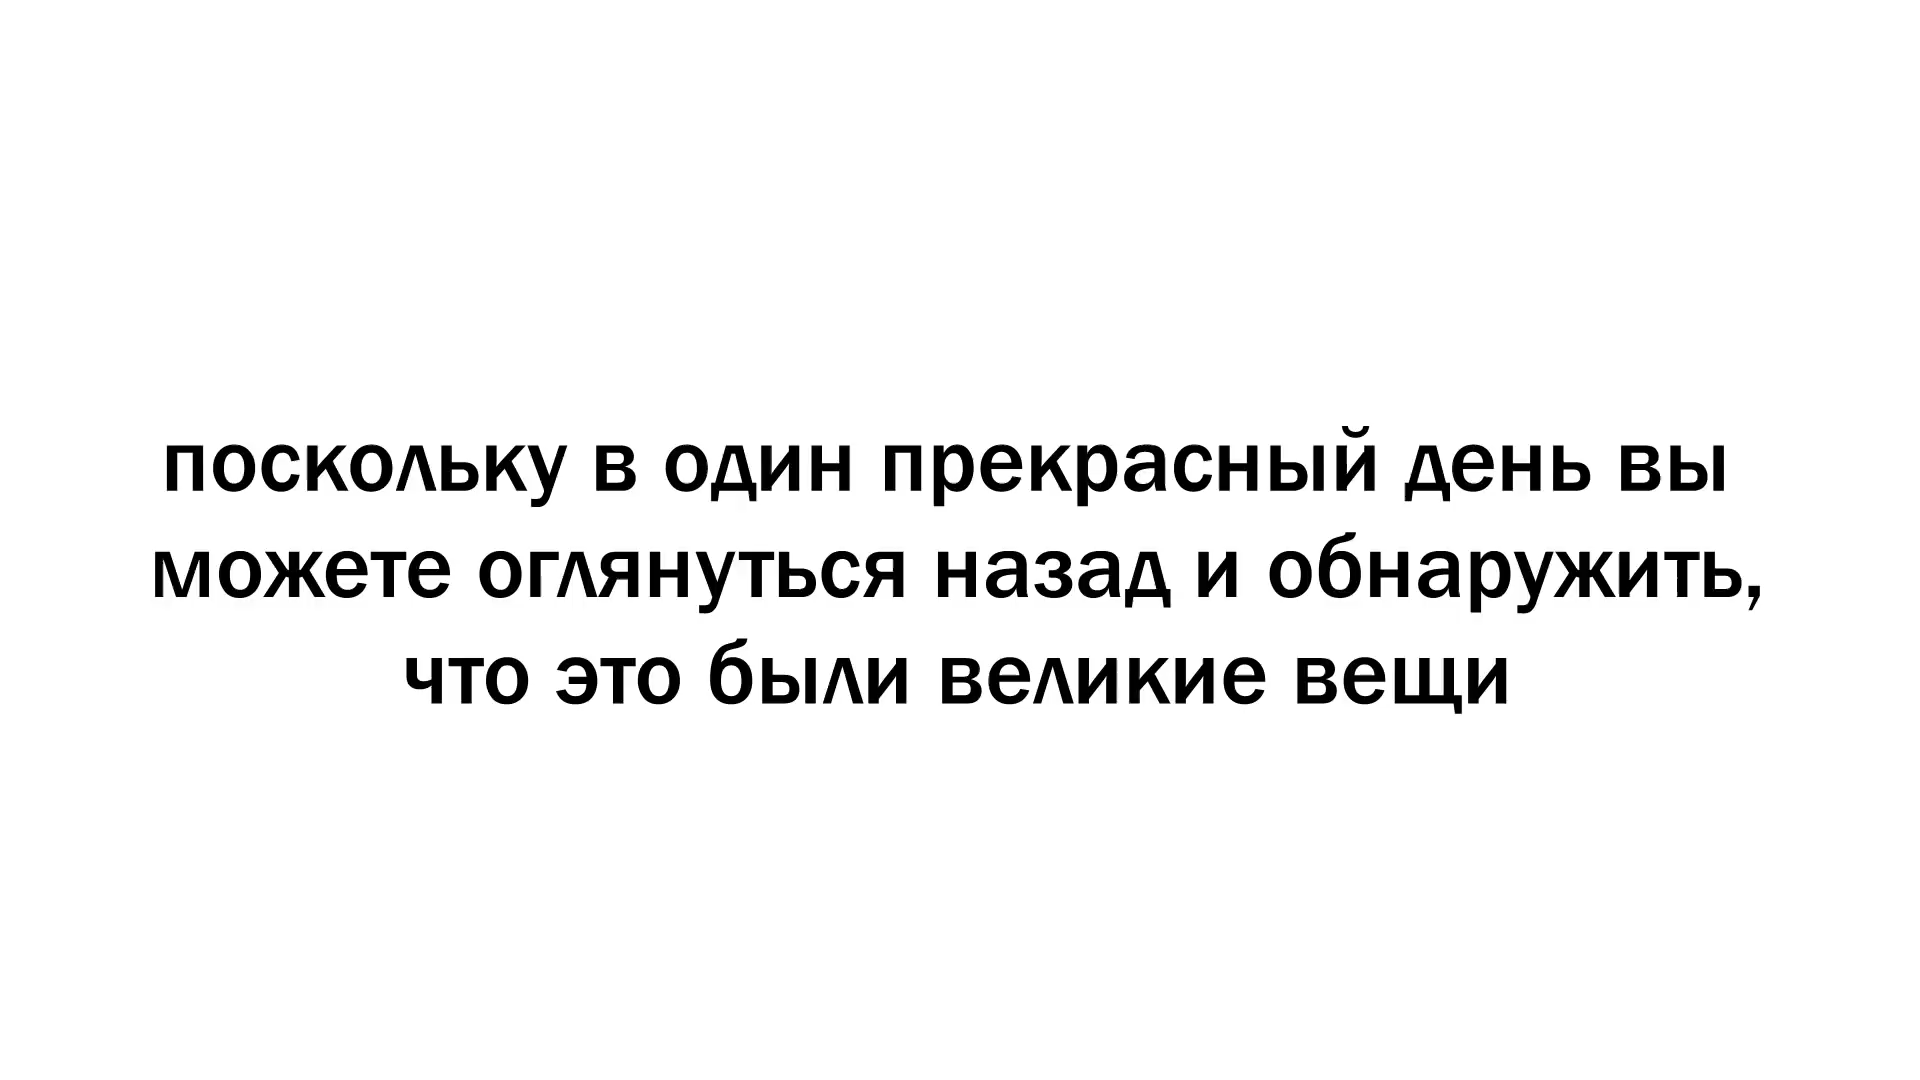 поскольку в один прекрасный день вы
можете оглянуться назад и обнаружить,
что это были великие вещи